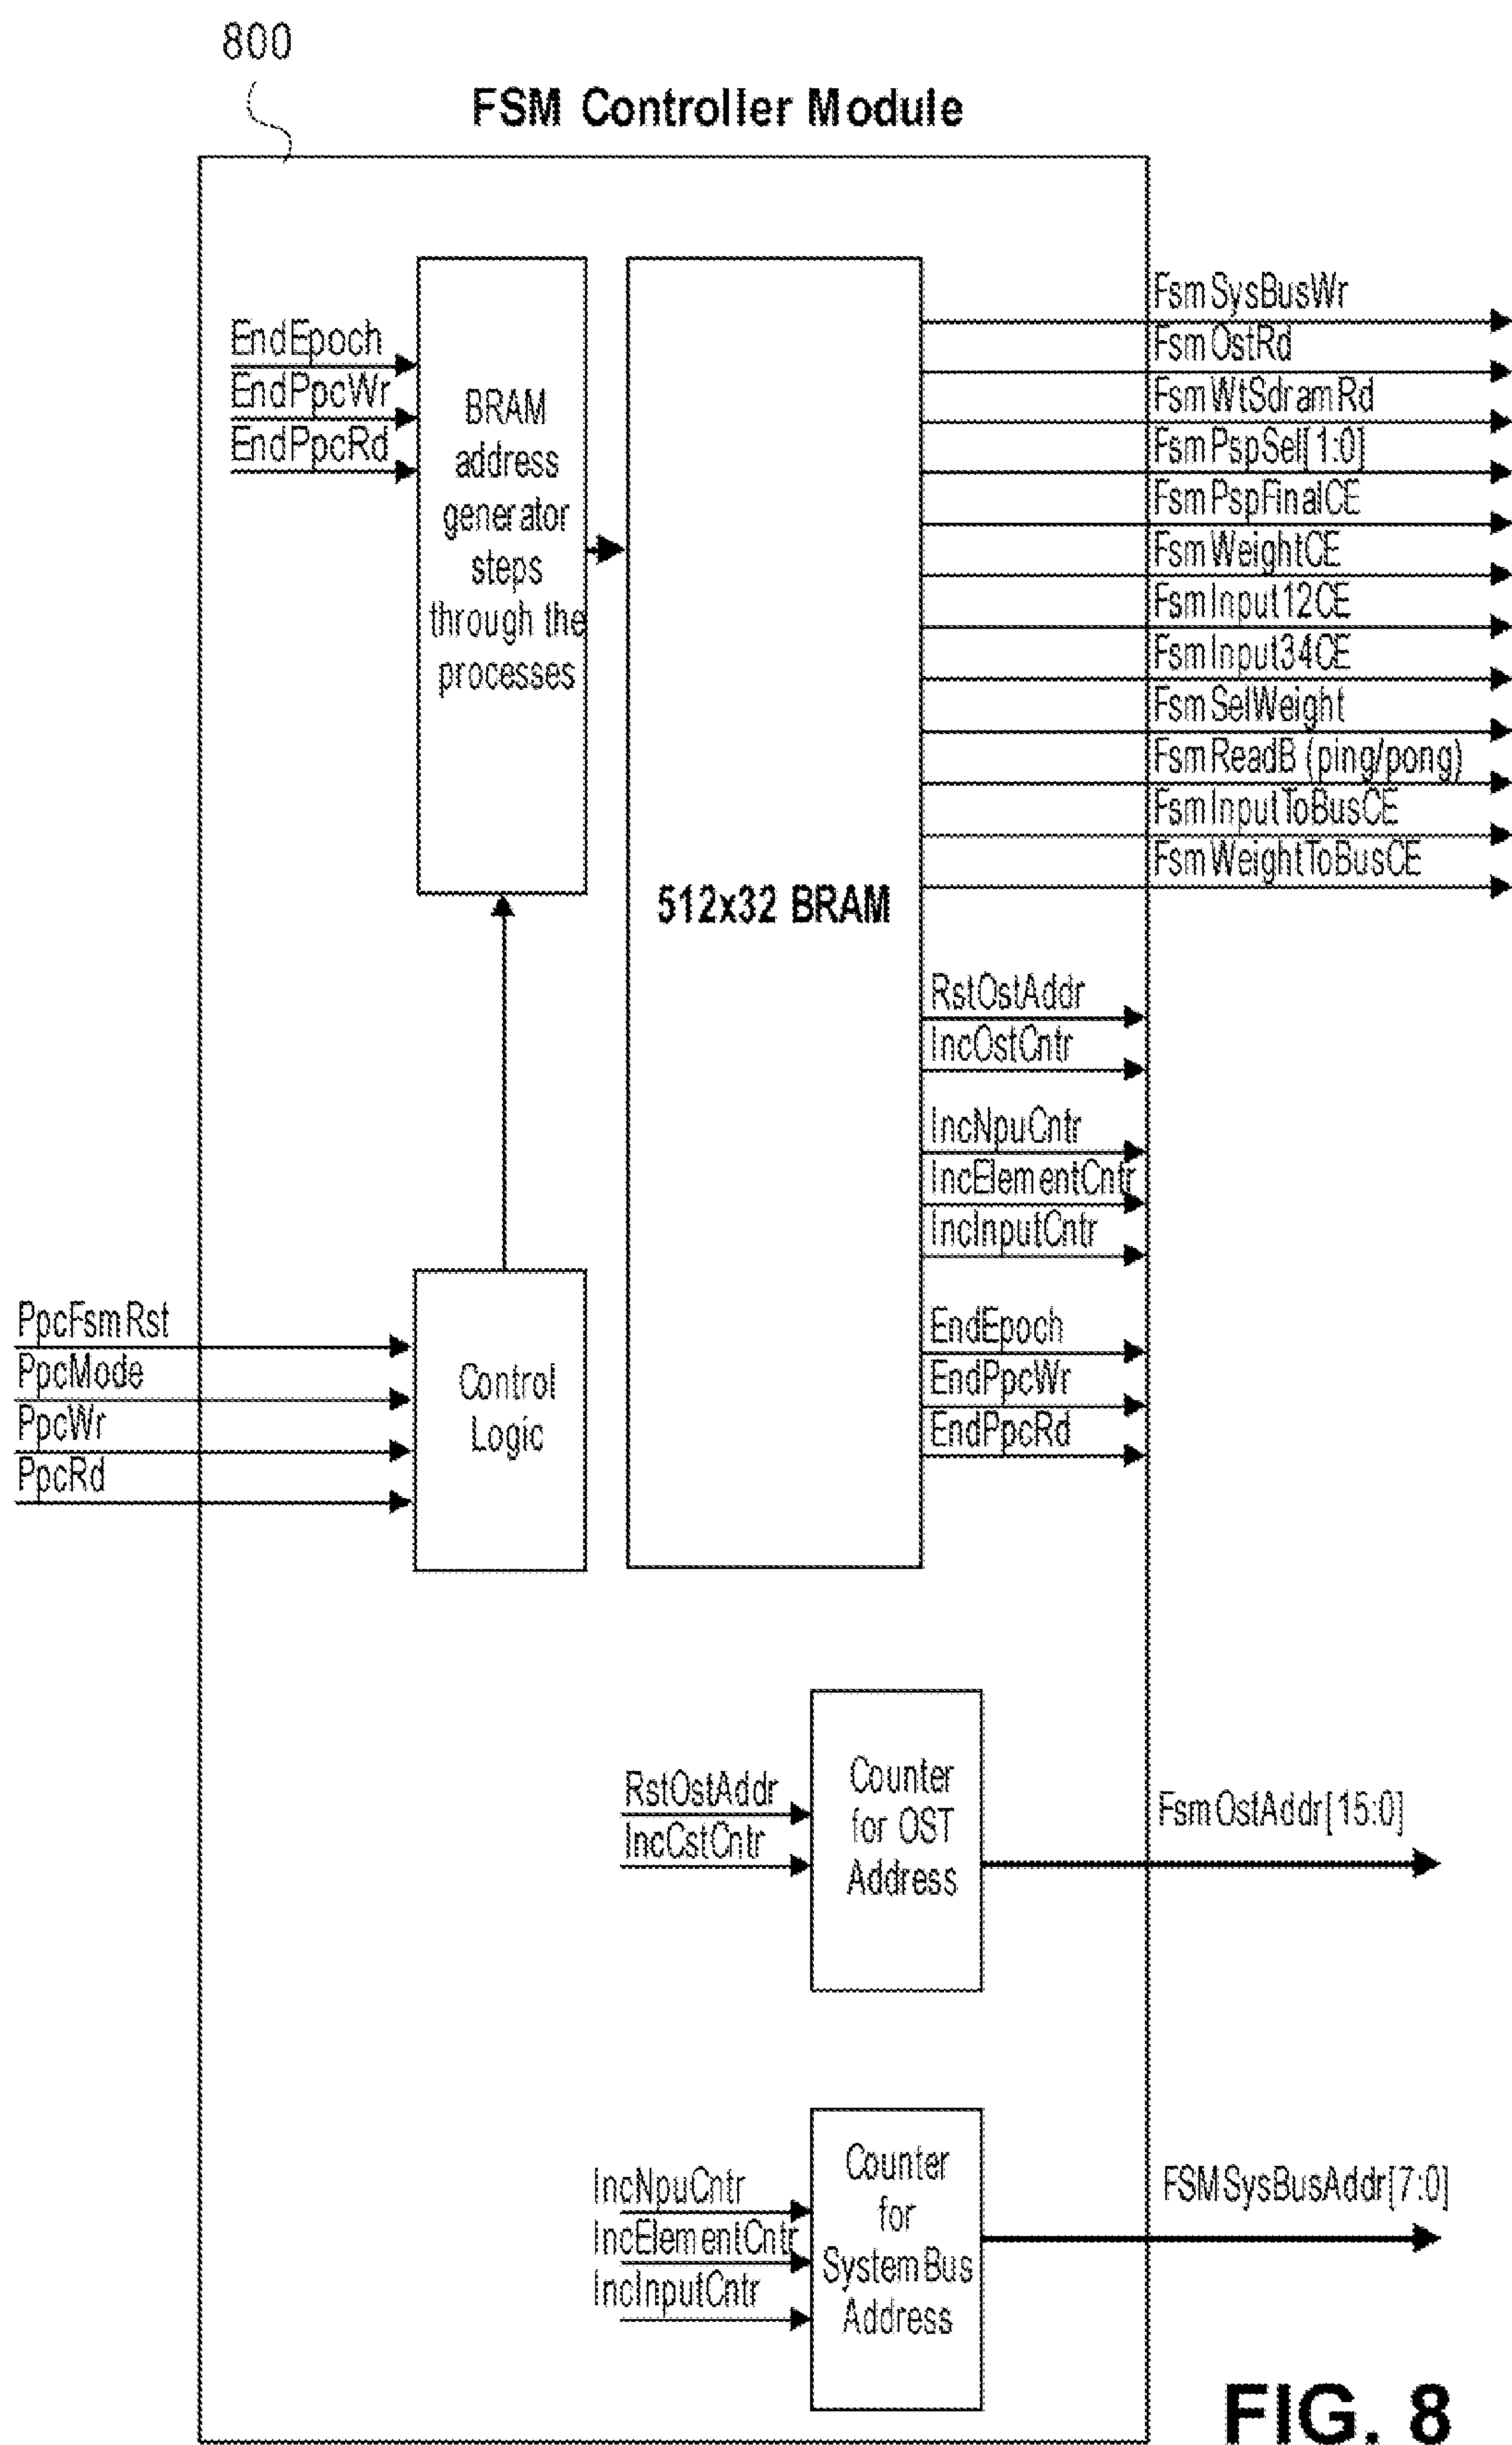 800
FSM Controller Module
EndEpoch
EndPpcWr
EndPpcRd
BRAM
address
generator
steps
through the
processes
512x32 BRAM
FsmSysBusWr
FsmOstRd
FsmWtSdramRd
FsmPspSel[1:0]
FsmPspFinalCE
FsmWeightCE
FsmInput12CE
FsmInput34CE
FsmSelWeight
FsmReadB (ping/pong)
FsmInputToBusCE
FsmWeightToBusCE
RstOstAddr
IncOstCntr
IncNpuCntr
IncElementCntr
IncInputCntr
EndEpoch
EndPpcWr
EndPpcRd
PpcFsmRst
PpcMode
PpcWr
PpcRd
Control
Logic
RstOstAddr
IncCstCntr
Counter
for OST
Address
FsmOstAddr[15:0]
IncNpuCntr
IncElementCntr
IncInputCntr
Counter
for
System Bus
Address
FSMSysBusAddr[7:0]
FIG. 8